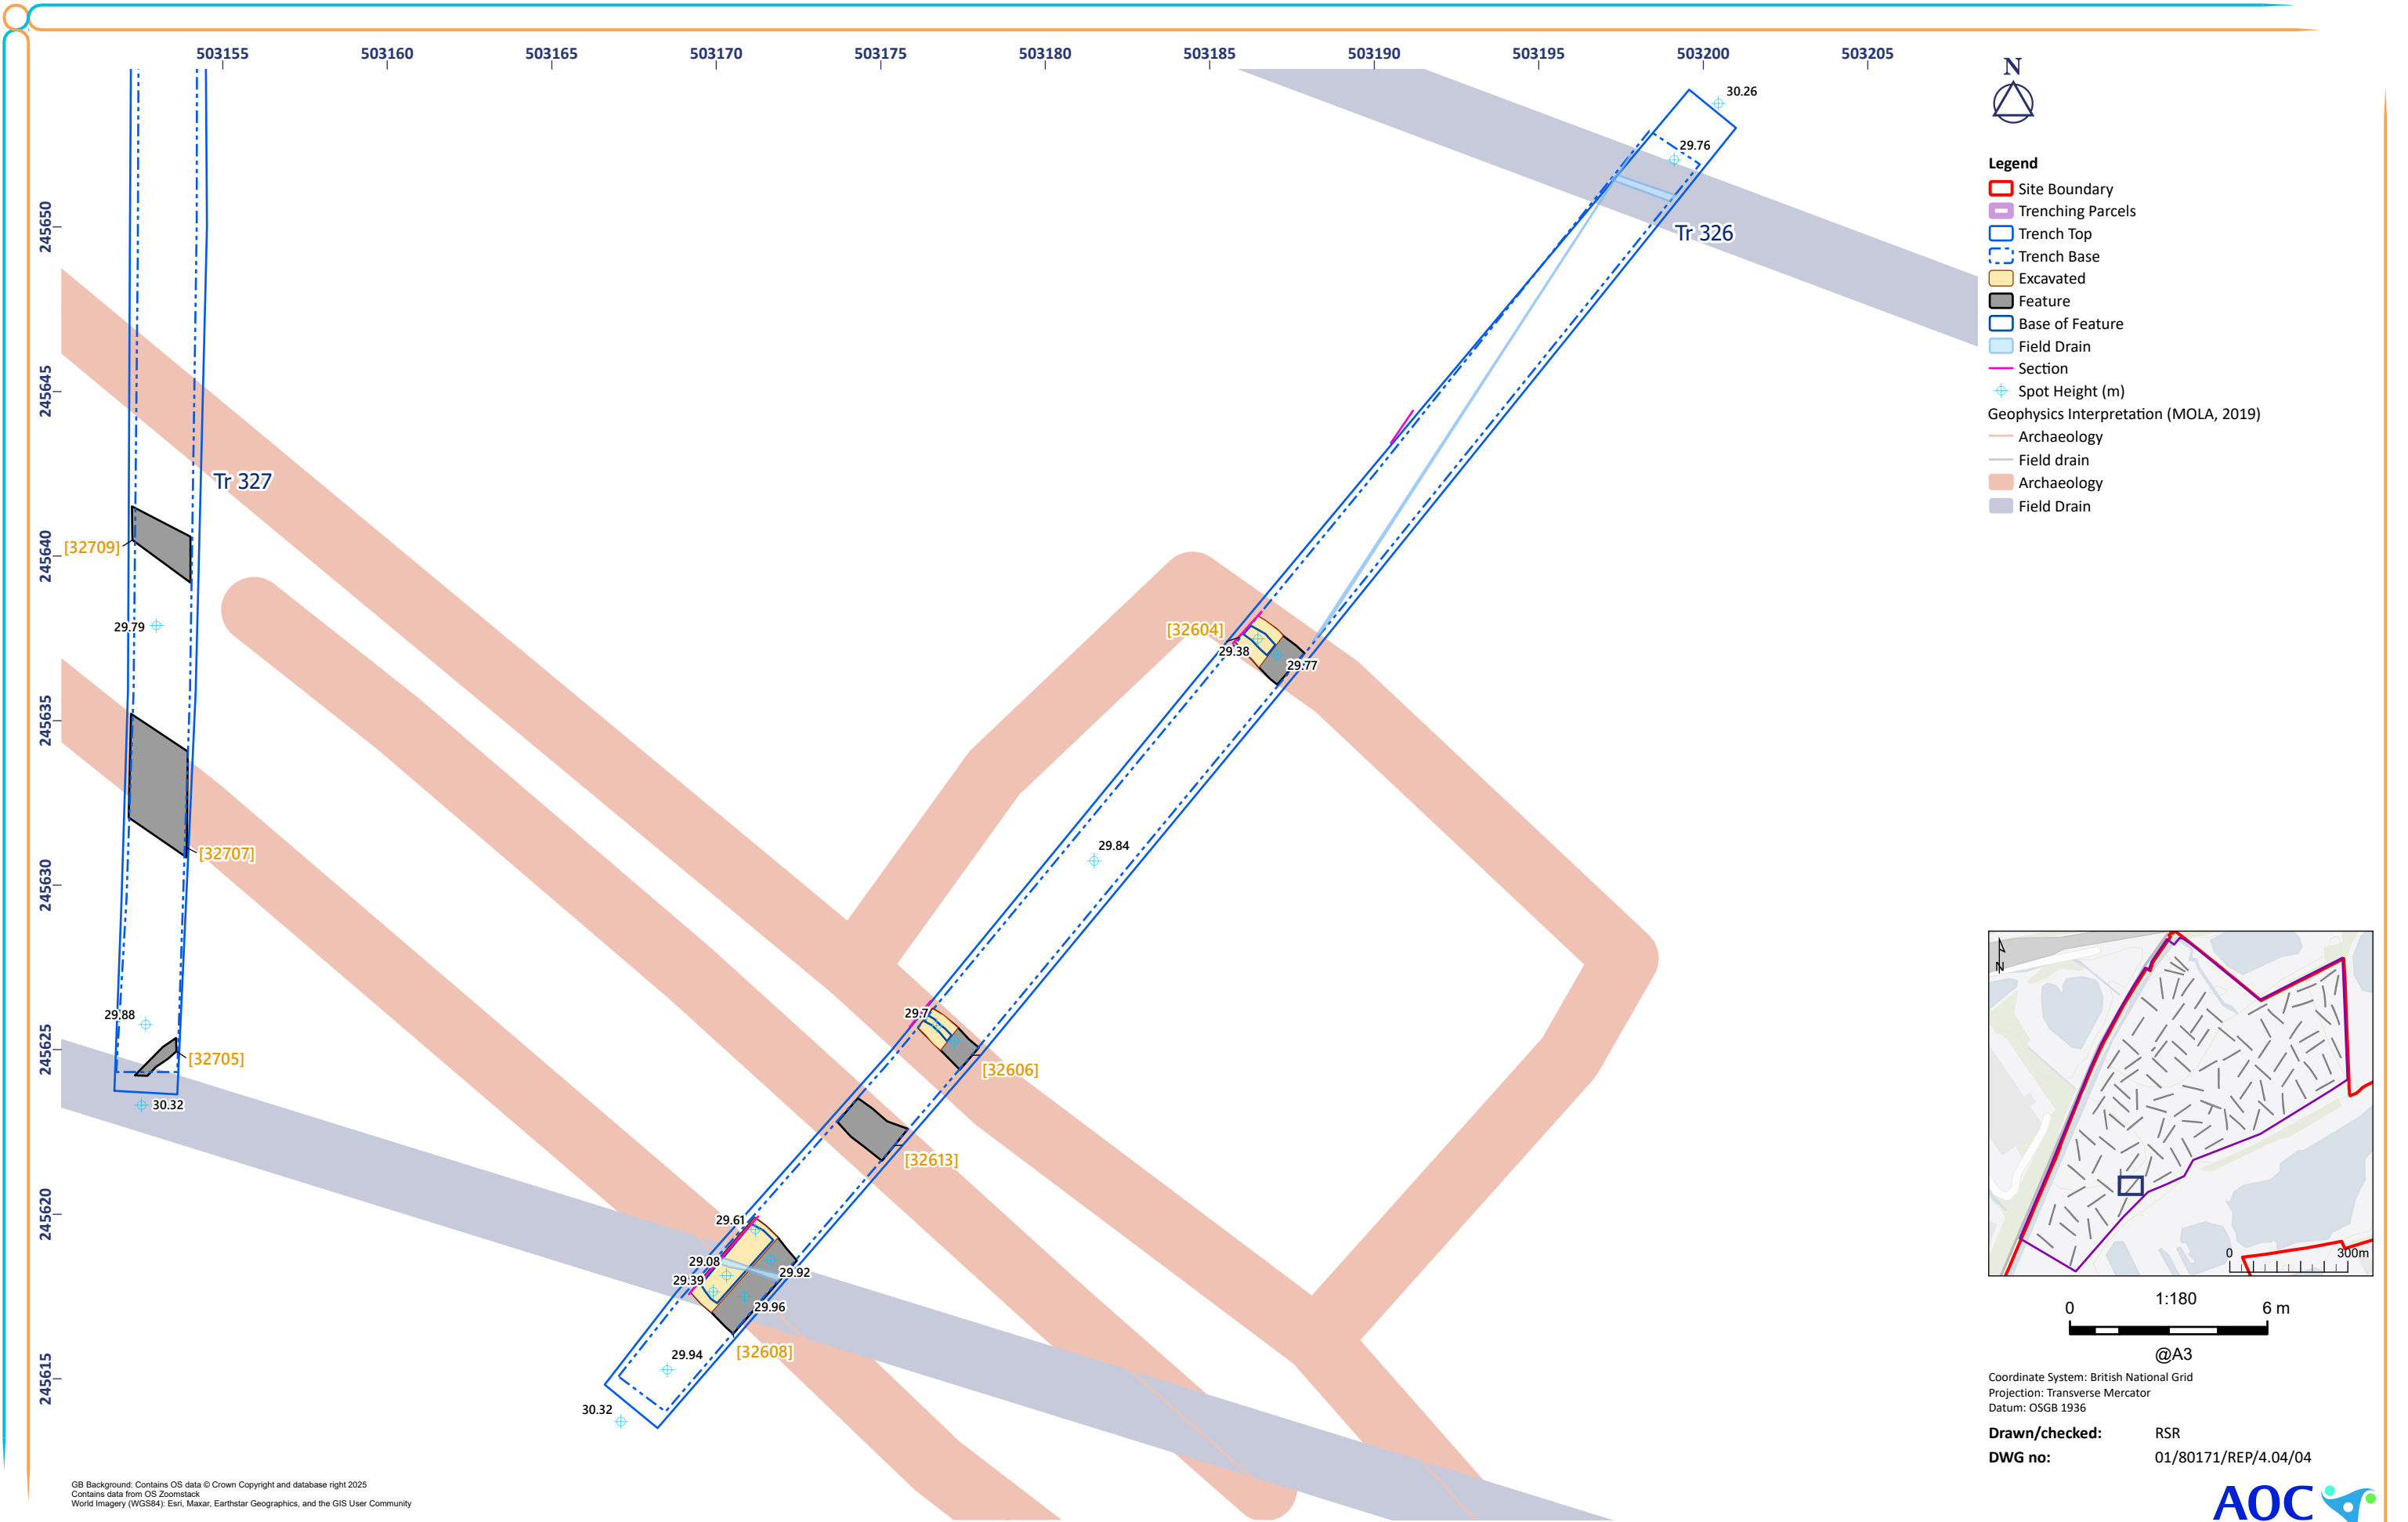 503155 503160 503165 503170 503175 503180 503185 503190 503195 503200 503205
245650
245645
245640
245635
245630
245625
245620
245615
30.26
29.76
Tr 326
Tr 327
[32709]
29.79
[32604]
29.38
29.77
[32707]
29.84
29.88
[32705]
30.32
29.7
[32606]
[32613]
29.61
29.08
29.39
29.92
29.96
[32608]
29.94
30.32
N
Legend
Site Boundary
Trenching Parcels
Trench Top
Trench Base
Excavated
Feature
Base of Feature
Field Drain
Section
Spot Height (m)
Geophysics Interpretation (MOLA, 2019)
Archaeology
Field drain
Archaeology
Field Drain
N
0 300m
1:180
0 6 m
@A3
Coordinate System: British National Grid
Projection: Transverse Mercator
Datum: OSGB 1936
Drawn/checked: RSR
DWG no: 01/80171/REP/4.04/04
AOC
GB Background: Contains OS data © Crown Copyright and database right 2025
Contains data from OS Zoomstack
World Imagery (WGS84): Esri, Maxar, Earthstar Geographics, and the GIS User Community